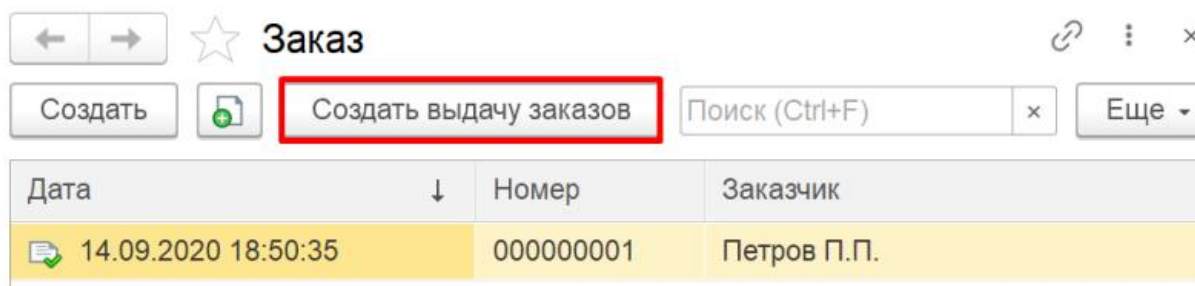 Заказ
Создать Создать выдачу заказов Поиск (Ctrl+F) × Еще
Дата ↓ Номер Заказчик
14.09.2020 18:50:35 000000001 Петров П.П.